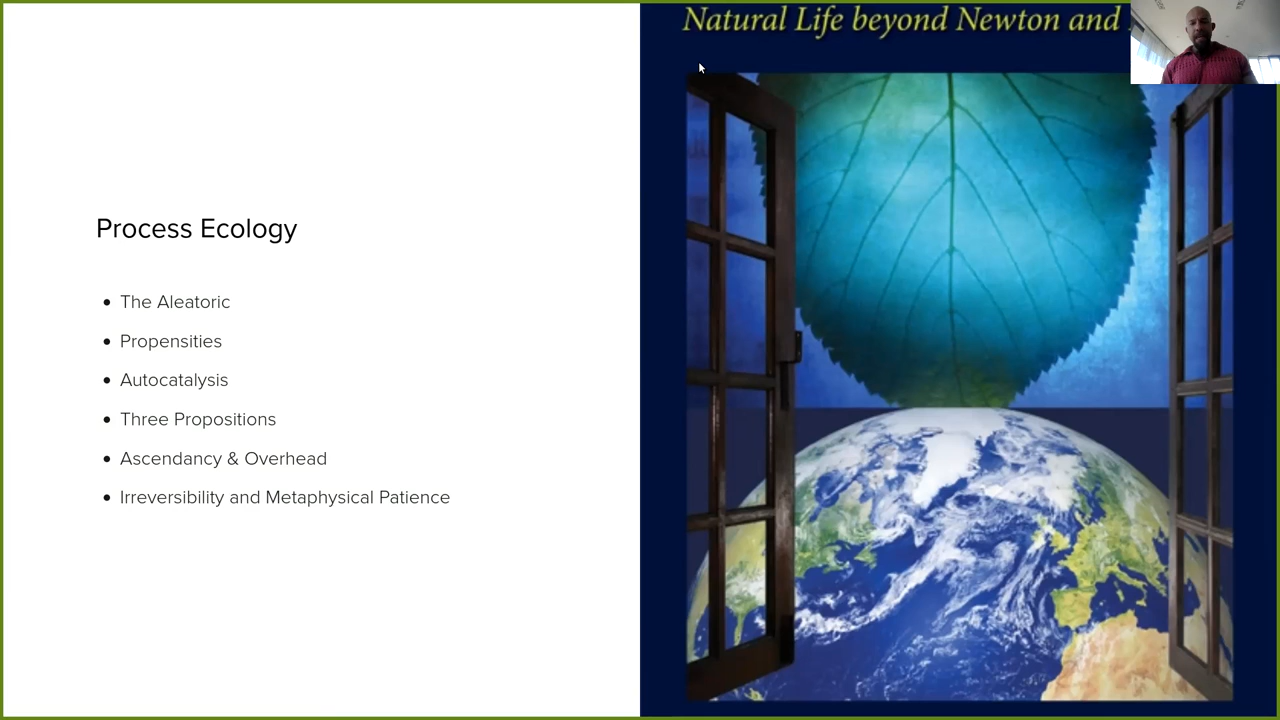 Natural Life beyond Newton and
Process Ecology
The Aleatoric
Propensities
Autocatalysis
Three Propositions
Ascendancy & Overhead
Irreversibility and Metaphysical Patience